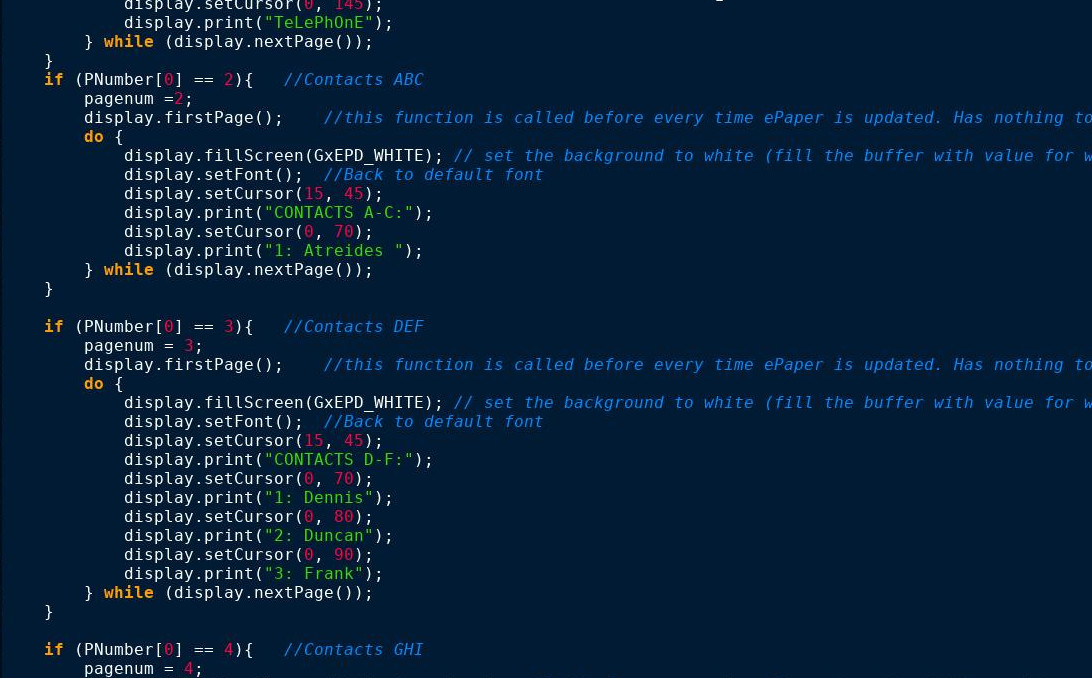 display.setCursor(0, 145);
display.print("TeLePhOnE");
} while (display.nextPage());
}
if (PNumber[0] == 2){   //Contacts ABC
pagenum =2;
display.firstPage();    //this function is called before every time ePaper is updated. Has nothing to
do {
display.fillScreen(GxEPD_WHITE); // set the background to white (fill the buffer with value for w
display.setFont();  //Back to default font
display.setCursor(15, 45);
display.print("CONTACTS A-C:");
display.setCursor(0, 70);
display.print("1: Atreides ");
} while (display.nextPage());
}
if (PNumber[0] == 3){   //Contacts DEF
pagenum = 3;
display.firstPage();    //this function is called before every time ePaper is updated. Has nothing to
do {
display.fillScreen(GxEPD_WHITE); // set the background to white (fill the buffer with value for w
display.setFont();  //Back to default font
display.setCursor(15, 45);
display.print("CONTACTS D-F:");
display.setCursor(0, 70);
display.print("1: Dennis");
display.setCursor(0, 80);
display.print("2: Duncan");
display.setCursor(0, 90);
display.print("3: Frank");
} while (display.nextPage());
}
if (PNumber[0] == 4){   //Contacts GHI
pagenum = 4;